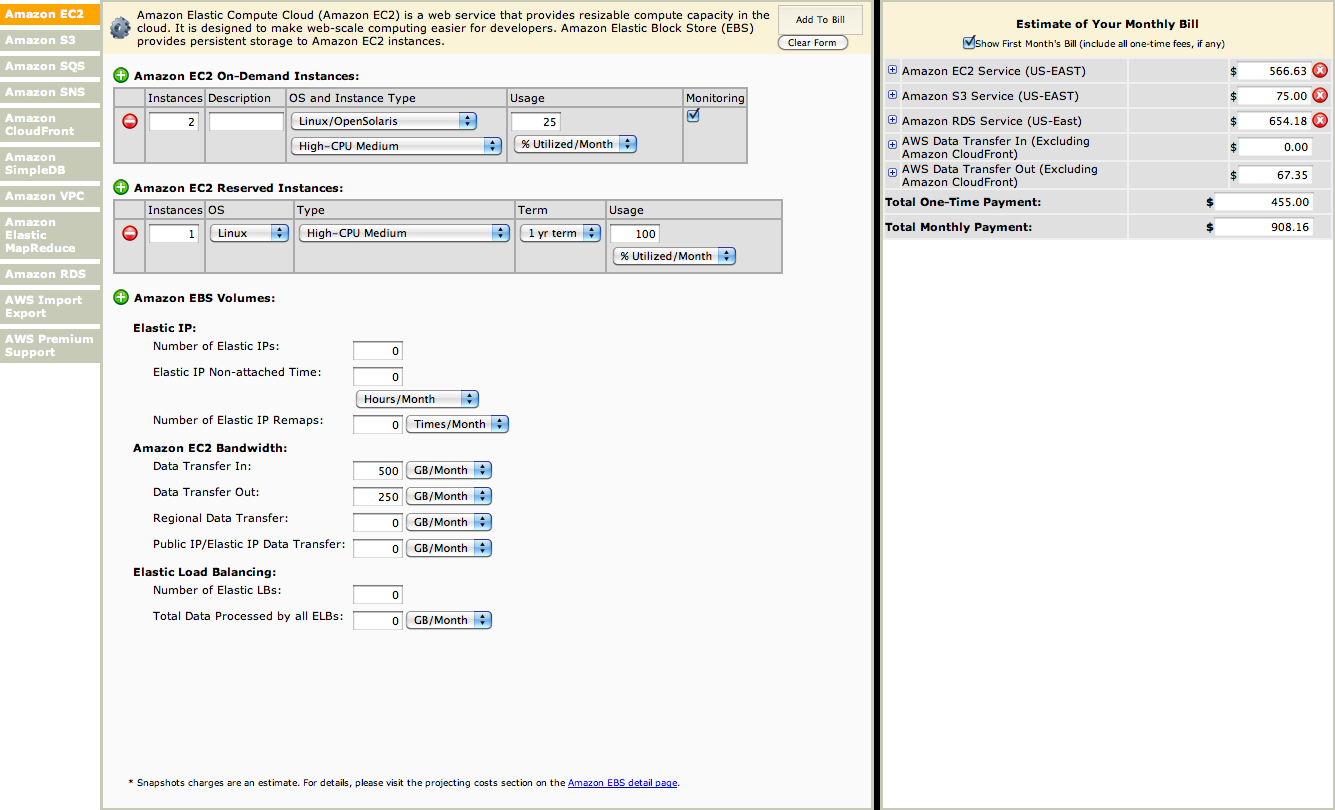 Amazon EC2
Amazon S3
Amazon SQS
Amazon SNS
Amazon
CloudFront
Amazon
SimpleDB
Amazon VPC
Amazon
Elastic
MapReduce
Amazon RDS
AWS Import
Export
AWS Premium
Support
Amazon Elastic Compute Cloud (Amazon EC2) is a web service that provides resizable compute capacity in the
cloud. It is designed to make web-scale computing easier for developers. Amazon Elastic Block Store (EBS)
provides persistent storage to Amazon EC2 instances.
Add To Bill
Clear Form
Amazon EC2 On-Demand Instances:
Instances Description OS and Instance Type Usage Monitoring
2 Linux/OpenSolaris 25
High-CPU Medium % Utilized/Month
Amazon EC2 Reserved Instances:
Instances OS Type Term Usage
1 Linux High-CPU Medium 1 yr term 100
% Utilized/Month
Amazon EBS Volumes:
Elastic IP:
Number of Elastic IPs: 0
Elastic IP Non-attached Time: 0
Hours/Month
Number of Elastic IP Remaps: 0 Times/Month
Amazon EC2 Bandwidth:
Data Transfer In: 500 GB/Month
Data Transfer Out: 250 GB/Month
Regional Data Transfer: 0 GB/Month
Public IP/Elastic IP Data Transfer: 0 GB/Month
Elastic Load Balancing:
Number of Elastic LBs: 0
Total Data Processed by all ELBs: 0 GB/Month
* Snapshots charges are an estimate. For details, please visit the projecting costs section on the Amazon EBS detail page.
Estimate of Your Monthly Bill
Show First Month's Bill (include all one-time fees, if any)
Amazon EC2 Service (US-EAST) $ 566.63
Amazon S3 Service (US-EAST) $ 75.00
Amazon RDS Service (US-East) $ 654.18
AWS Data Transfer In (Excluding
Amazon CloudFront) $ 0.00
AWS Data Transfer Out (Excluding
Amazon CloudFront) $ 67.35
Total One-Time Payment: $ 455.00
Total Monthly Payment: $ 908.16